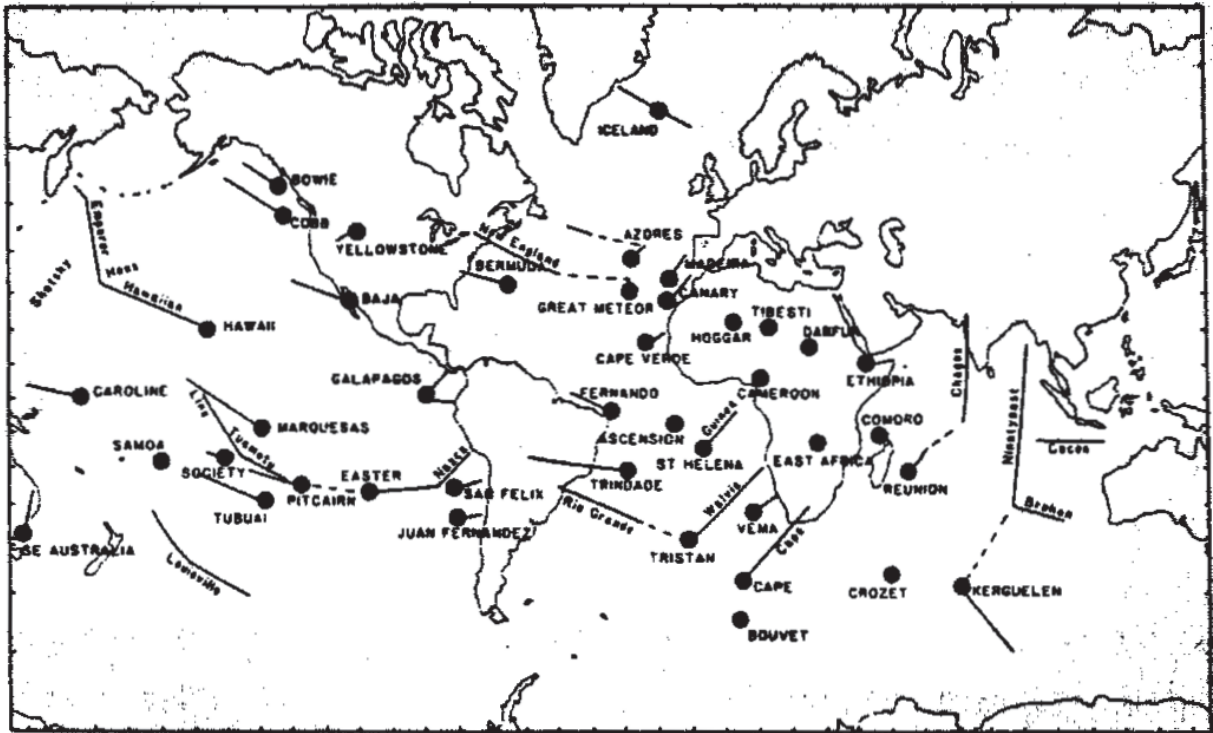 ICELAND
BOWIE
COBB
YELLOWSTONE
New England
AZORES
BERMUDA
MADEIRA
Emperor
Hess
Hawaiian
Shatsky
BAJA
GREAT METEOR
CANARY
HAWAII
HOGGAR
TIBESTI
DARFUR
CAPE VERDE
CAROLINE
GALAPAGOS
FERNANDO
CAMEROON
ETHIOPIA
Chagos
Ninetyeast
Line
Tuamotu
MARQUESAS
ASCENSION
Guinea
COMORO
Cocos
SAMOA
SOCIETY
EASTER
Nazca
ST HELENA
EAST AFRICA
PITCAIRN
SAB FELIX
TRINDADE
REUNION
TUBUAI
Rio Grande
Walvis
VEMA
Broken
JUAN FERNANDEZ
SE AUSTRALIA
TRISTAN
Cape
Louisville
CAPE
CROZET
KERGUELEN
BOUVET